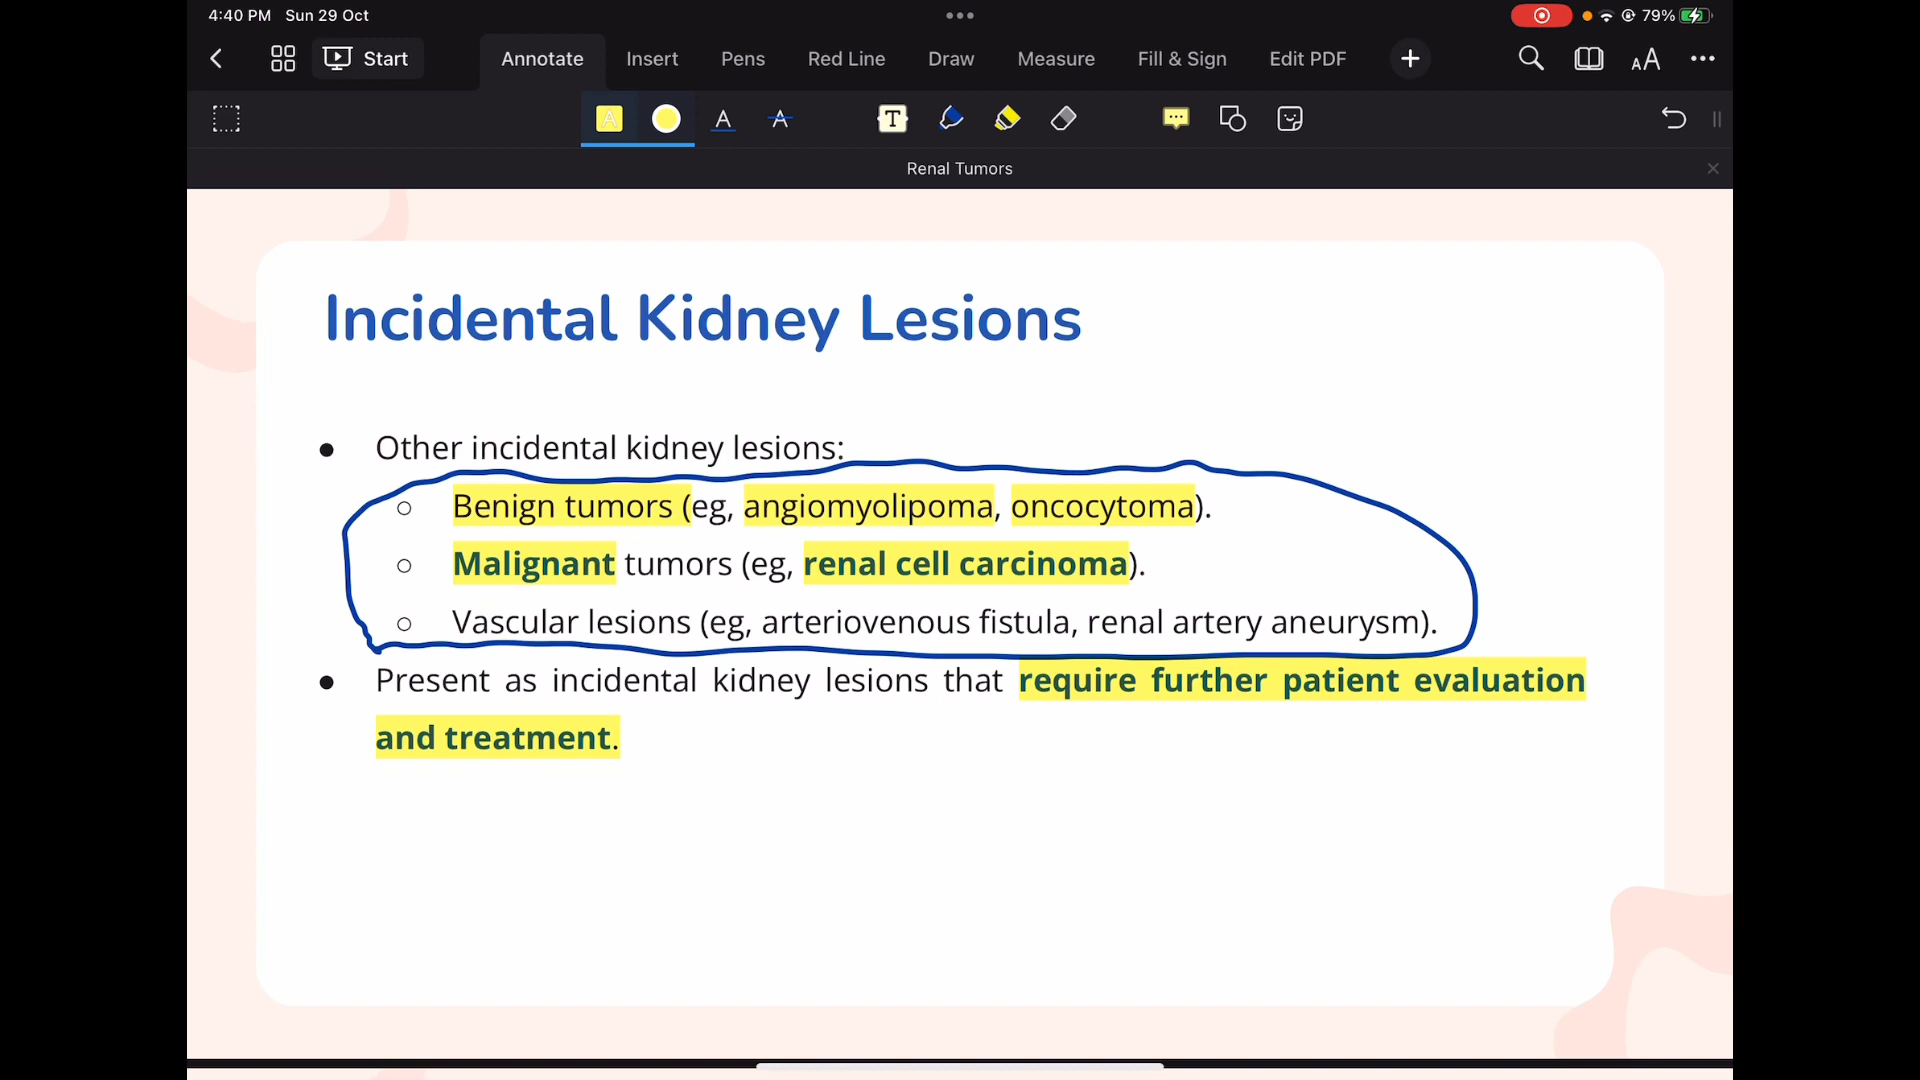 4:40 PM Sun 29 Oct
79%
Start
Annotate Insert Pens Red Line Draw Measure Fill & Sign Edit PDF
Renal Tumors
Incidental Kidney Lesions
● Other incidental kidney lesions:
○ Benign tumors (eg, angiomyolipoma, oncocytoma).
○ Malignant tumors (eg, renal cell carcinoma).
○ Vascular lesions (eg, arteriovenous fistula, renal artery aneurysm).
● Present as incidental kidney lesions that require further patient evaluation
and treatment.